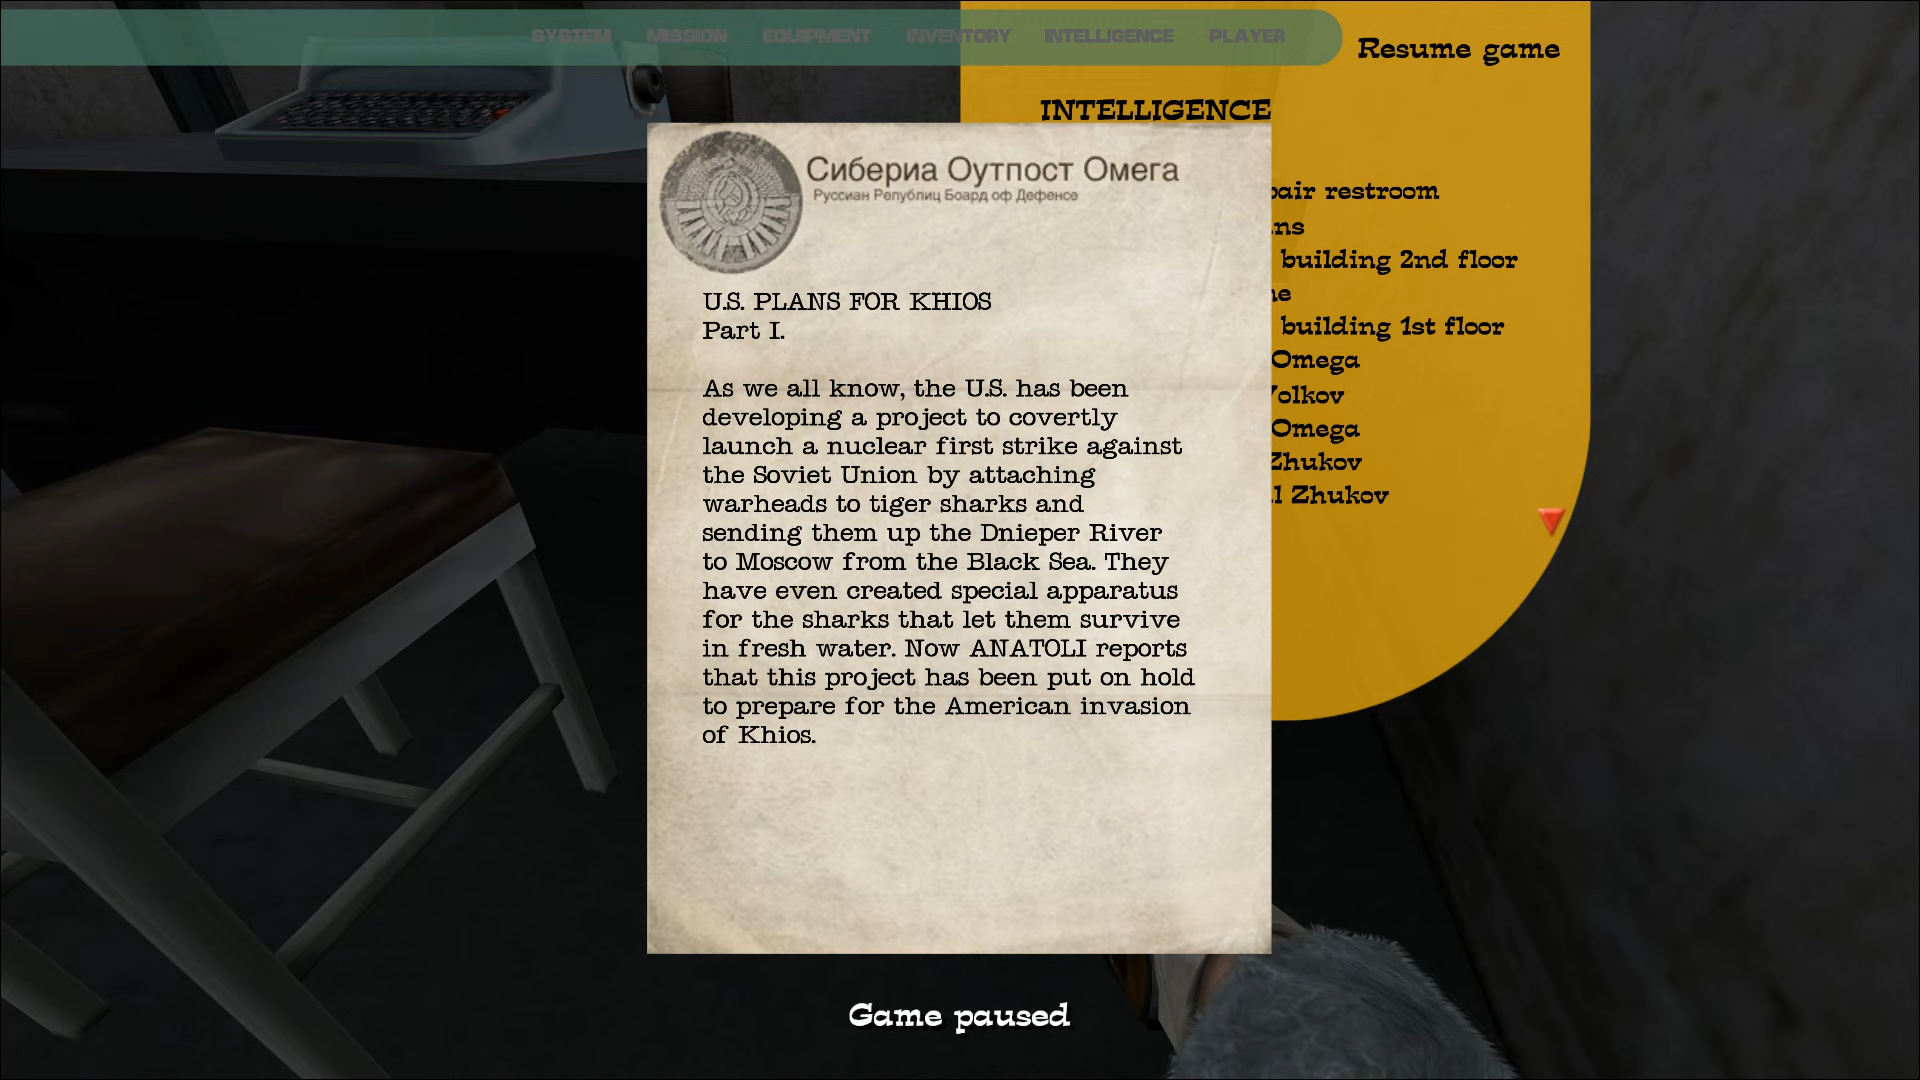 SYSTEM MISSION EQUIPMENT INVENTORY INTELLIGENCE PLAYER
Resume game
INTELLIGENCE
restroom
building 2nd floor
building 1st floor
Omega
Omega
Zhukov
Zhukov
Сибериа Оутпост Омега
Руссиан Републиц Боард оф Дефенсе
U.S. PLANS FOR KHIOS
Part I.
As we all know, the U.S. has been
developing a project to covertly
launch a nuclear first strike against
the Soviet Union by attaching
warheads to tiger sharks and
sending them up the Dnieper River
to Moscow from the Black Sea. They
have even created special apparatus
for the sharks that let them survive
in fresh water. Now ANATOLI reports
that this project has been put on hold
to prepare for the American invasion
of Khios.
Game paused